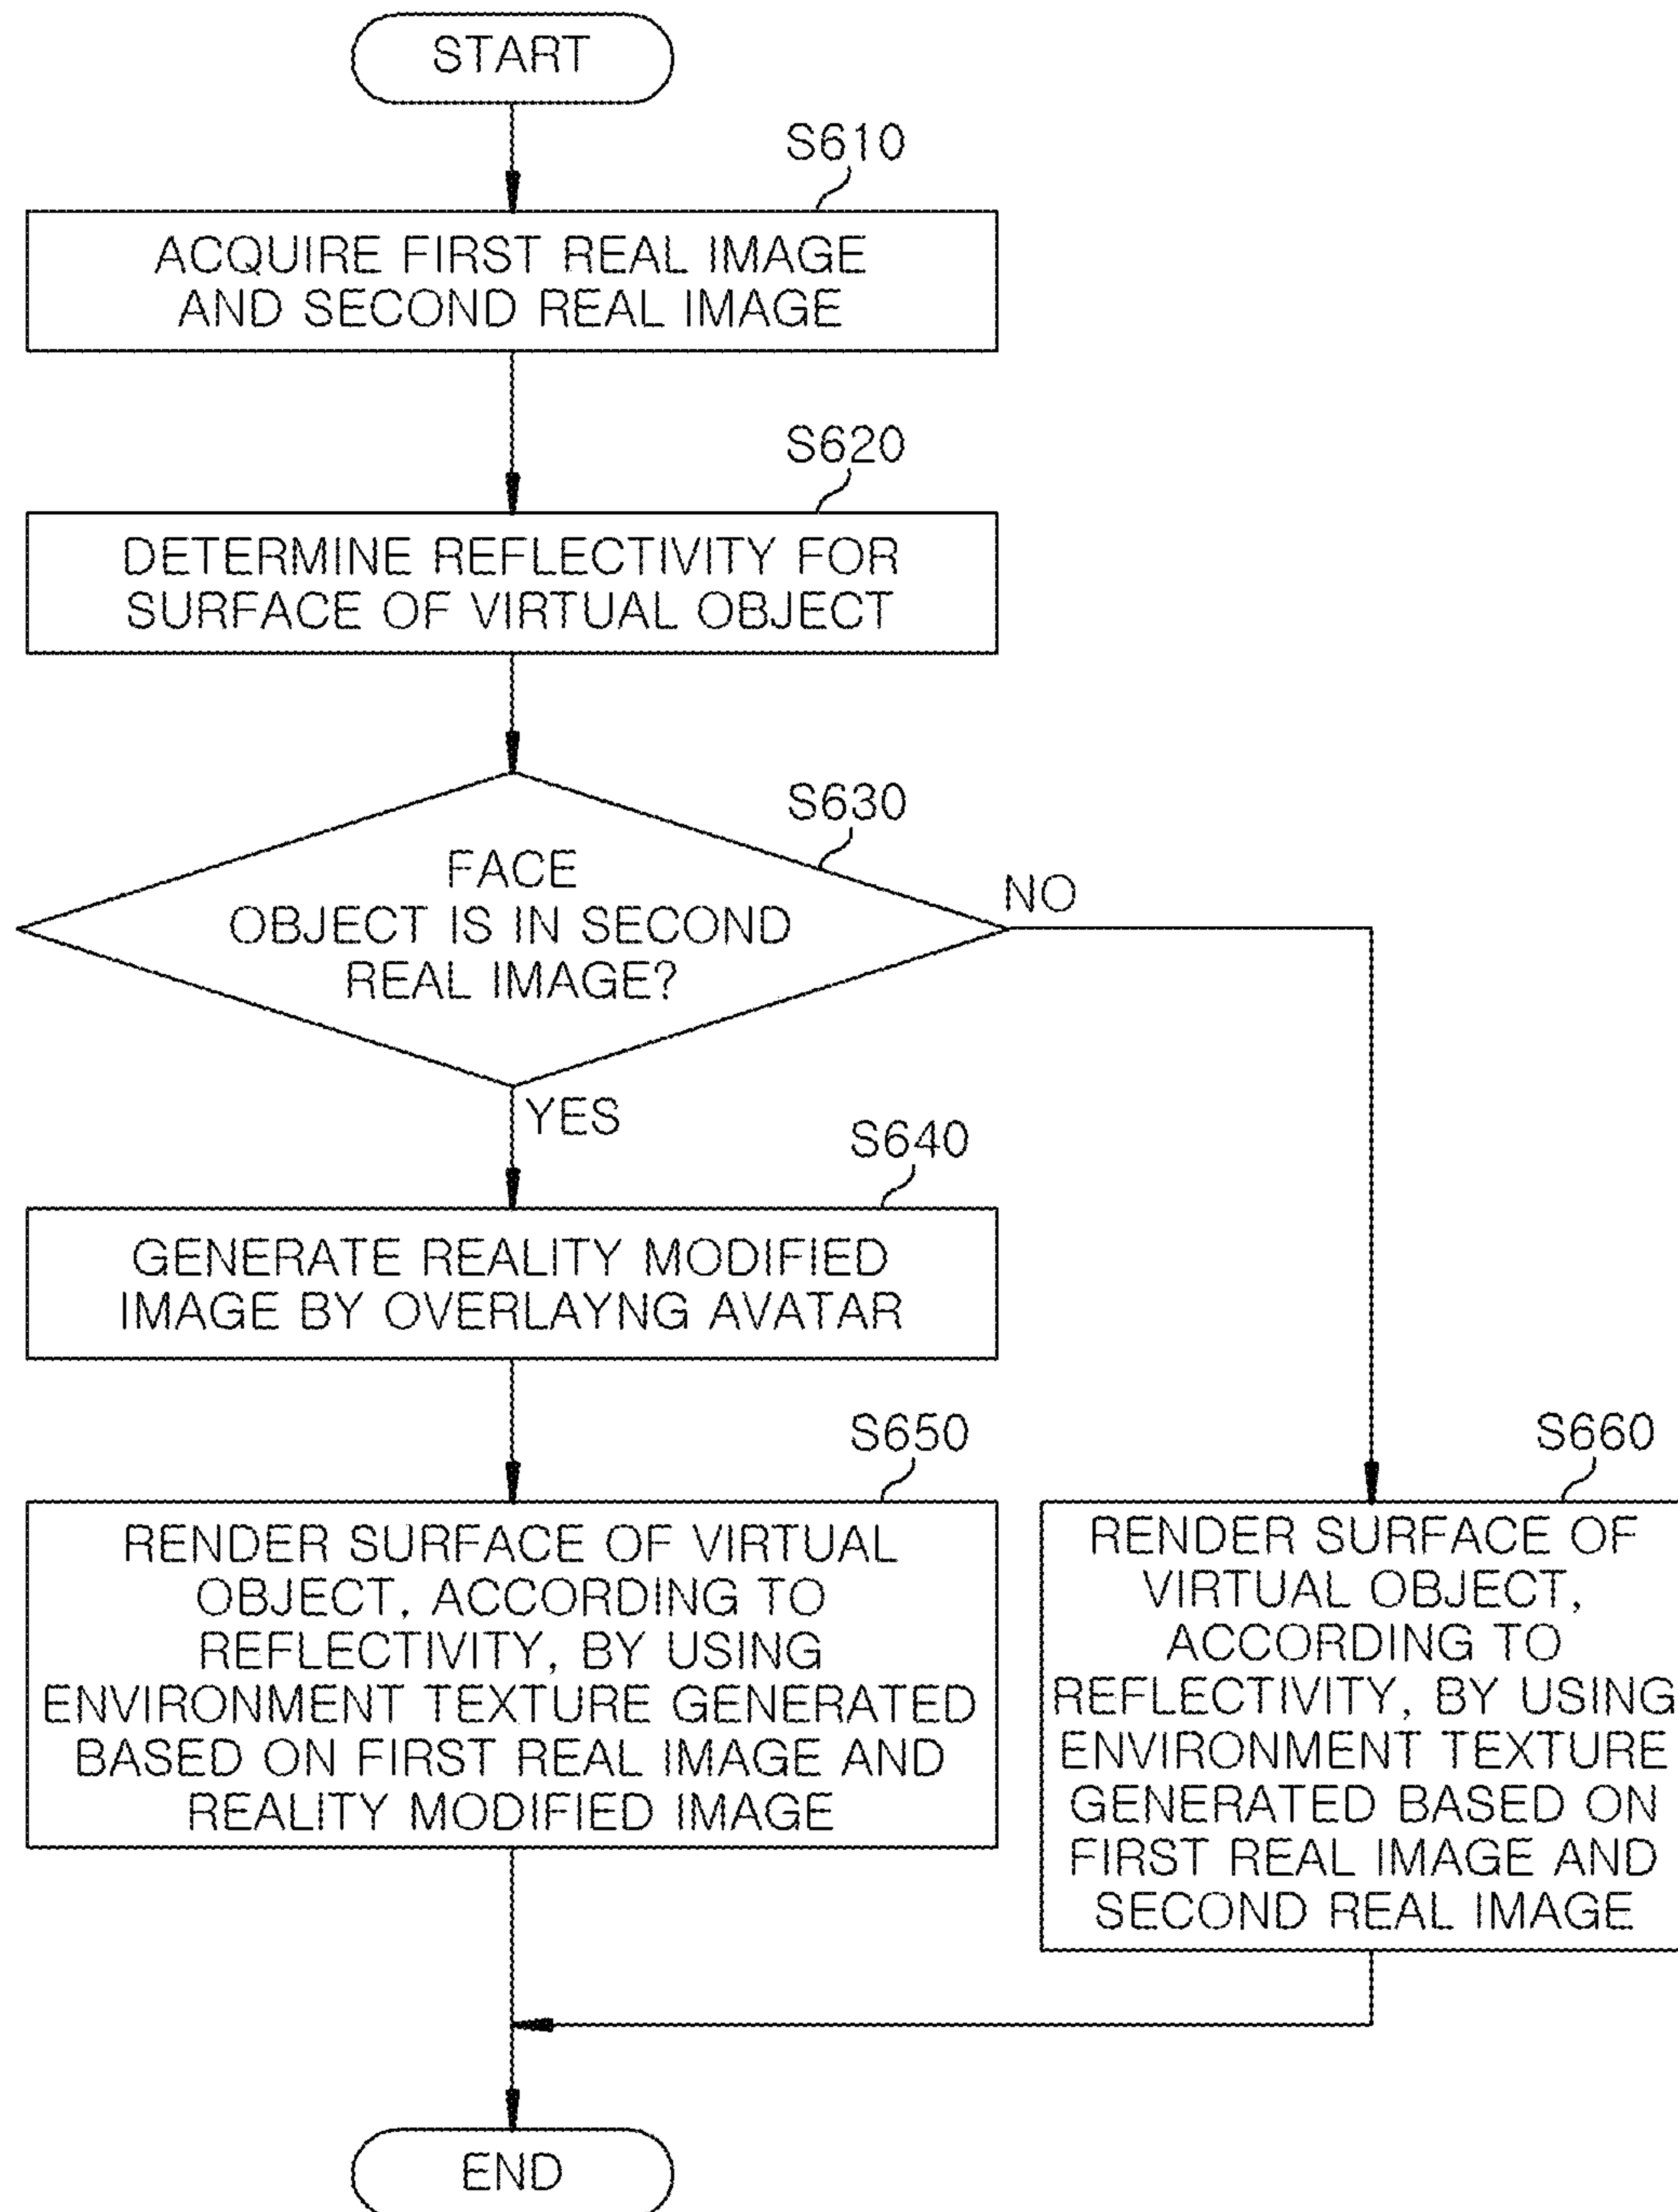 START
S610
ACQUIRE FIRST REAL IMAGE
AND SECOND REAL IMAGE
S620
DETERMINE REFLECTIVITY FOR
SURFACE OF VIRTUAL OBJECT
S630
FACE
OBJECT IS IN SECOND
REAL IMAGE?
NO
YES
S640
GENERATE REALITY MODIFIED
IMAGE BY OVERLAYNG AVATAR
S650
RENDER SURFACE OF VIRTUAL
OBJECT, ACCORDING TO
REFLECTIVITY, BY USING
ENVIRONMENT TEXTURE GENERATED
BASED ON FIRST REAL IMAGE AND
REALITY MODIFIED IMAGE
S660
RENDER SURFACE OF
VIRTUAL OBJECT,
ACCORDING TO
REFLECTIVITY, BY USING
ENVIRONMENT TEXTURE
GENERATED BASED ON
FIRST REAL IMAGE AND
SECOND REAL IMAGE
END